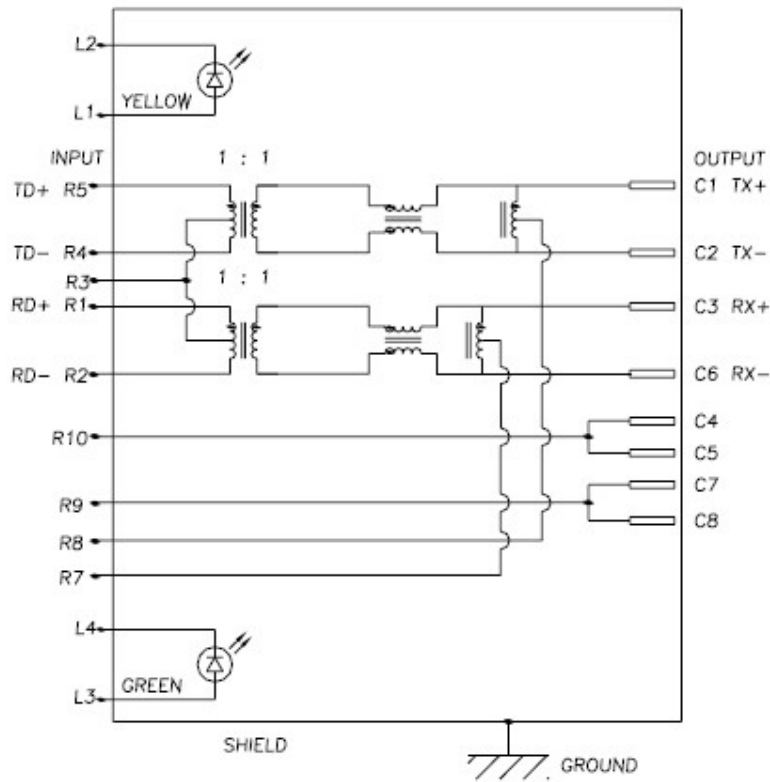 L2
YELLOW
L1
INPUT 1 : 1 OUTPUT
TD+ R5 C1 TX+
TD- R4 C2 TX-
R3 1 : 1
RD+ R1 C3 RX+
RD- R2 C6 RX-
C4
R10
C5
C7
R9
C8
R8
R7
L4
GREEN
L3
SHIELD
GROUND